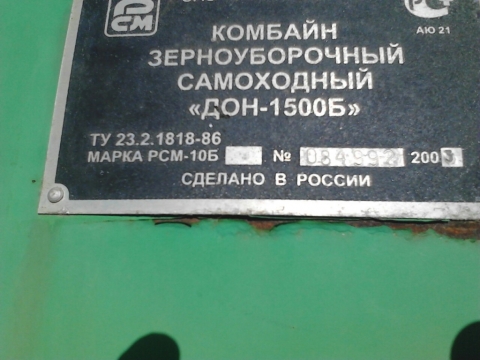 РСМ
АЮ 21
КОМБАЙН
ЗЕРНОУБОРОЧНЫЙ
САМОХОДНЫЙ
«ДОН-1500Б»
ТУ 23.2.1818-86
МАРКА РСМ-10Б № 084992 200
СДЕЛАНО В РОССИИ